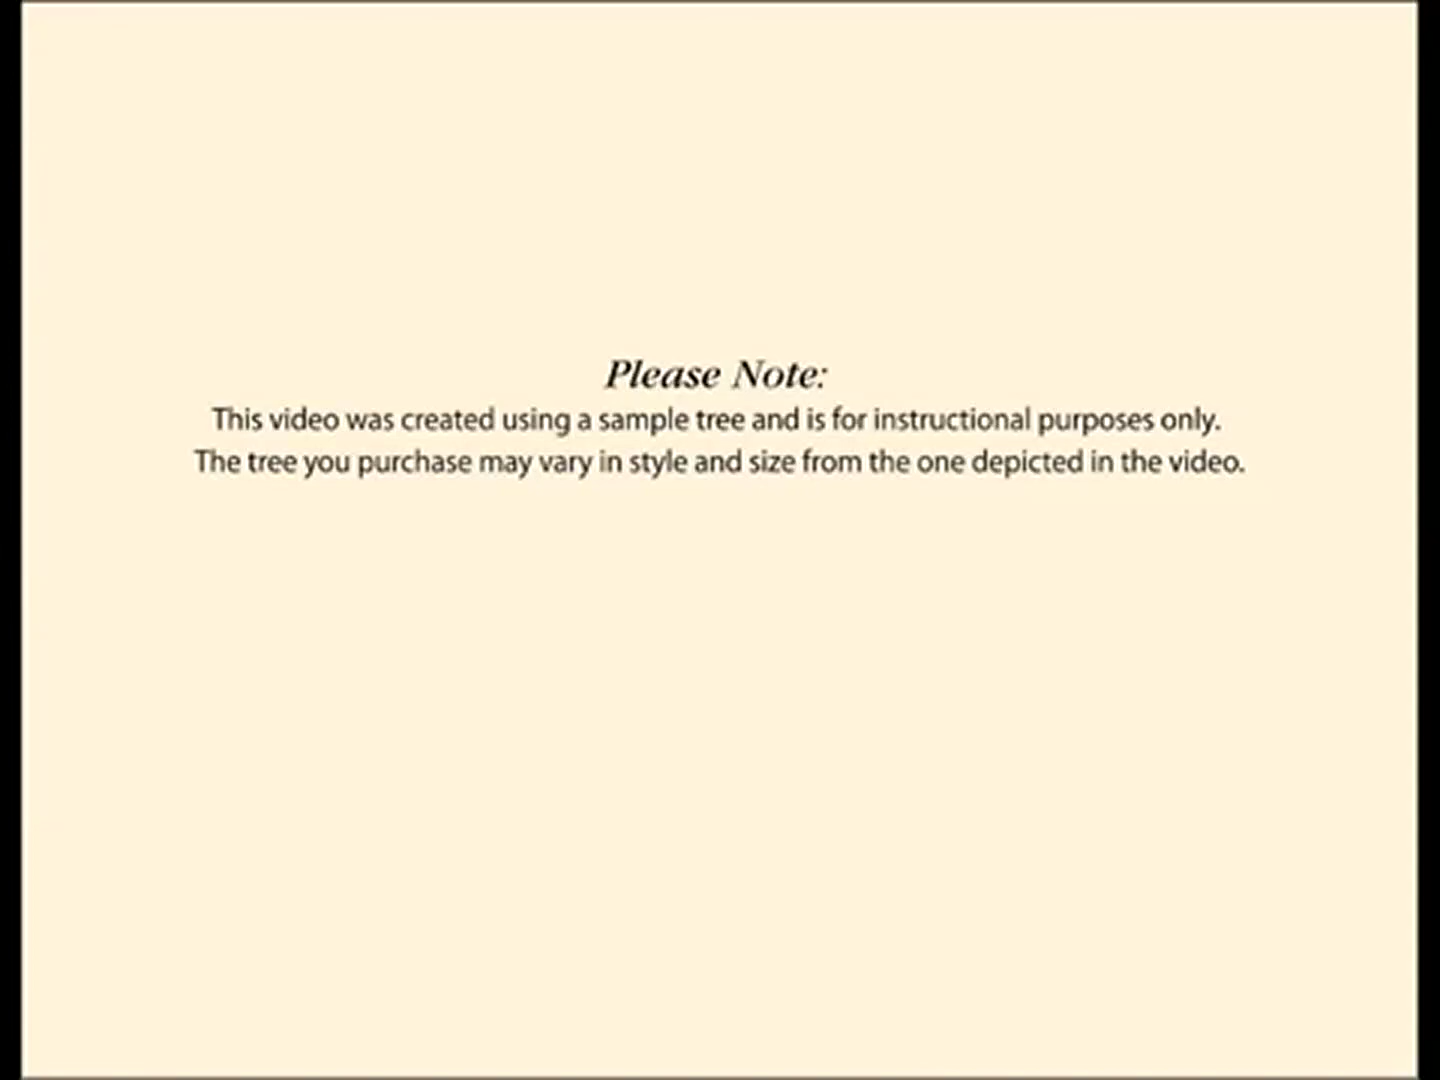 Please Note:
This video was created using a sample tree and is for instructional purposes only.
The tree you purchase may vary in style and size from the one depicted in the video.